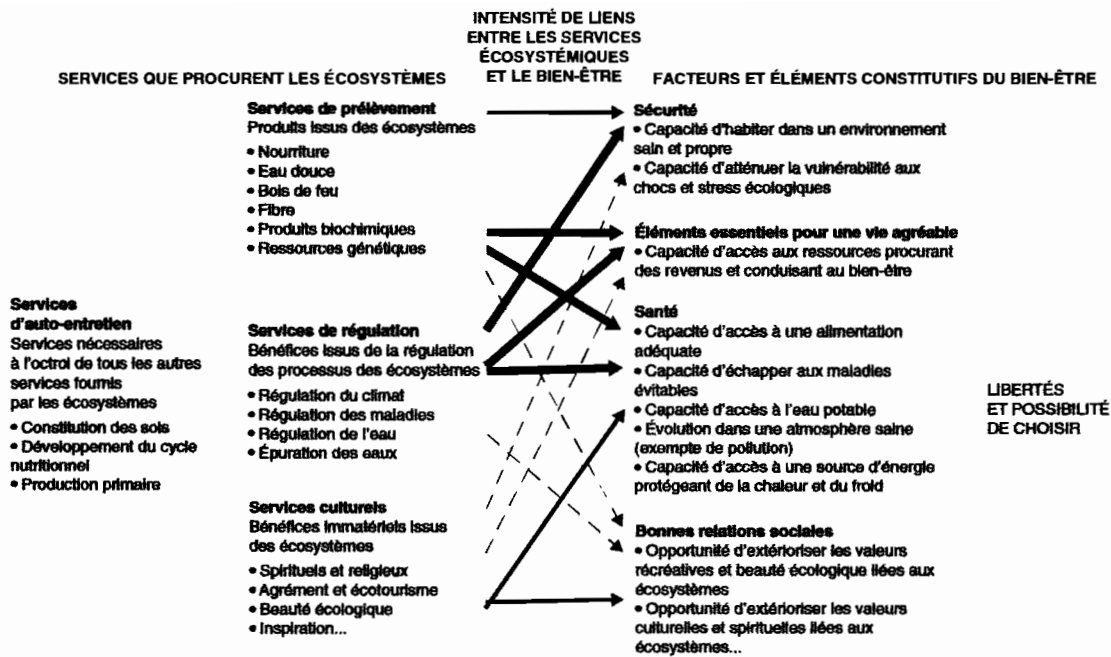 INTENSITÉ DE LIENS
ENTRE LES SERVICES
ÉCOSYSTÉMIQUES
ET LE BIEN-ÊTRE
SERVICES QUE PROCURENT LES ÉCOSYSTÈMES
FACTEURS ET ÉLÉMENTS CONSTITUTIFS DU BIEN-ÊTRE
Services
d'auto-entretien
Services nécessaires
à l'octroi de tous les autres
services fournis
par les écosystèmes
• Constitution des sols
• Développement du cycle
nutritionnel
• Production primaire
Services de prélèvement
Produits issus des écosystèmes
• Nourriture
• Eau douce
• Bois de feu
• Fibre
• Produits biochimiques
• Ressources génétiques
Services de régulation
Bénéfices issus de la régulation
des processus des écosystèmes
• Régulation du climat
• Régulation des maladies
• Régulation de l'eau
• Épuration des eaux
Services culturels
Bénéfices immatériels issus
des écosystèmes
• Spirituels et religieux
• Agrément et écotourisme
• Beauté écologique
• Inspiration...
Sécurité
• Capacité d'habiter dans un environnement
sain et propre
• Capacité d'atténuer la vulnérabilité aux
chocs et stress écologiques
Éléments essentiels pour une vie agréable
• Capacité d'accès aux ressources procurant
des revenus et conduisant au bien-être
Santé
• Capacité d'accès à une alimentation
adéquate
• Capacité d'échapper aux maladies
évitables
• Capacité d'accès à l'eau potable
• Évolution dans une atmosphère saine
(exempte de pollution)
• Capacité d'accès à une source d'énergie
protégeant de la chaleur et du froid
Bonnes relations sociales
• Opportunité d'extérioriser les valeurs
récréatives et beauté écologique liées aux
écosystèmes
• Opportunité d'extérioriser les valeurs
culturelles et spirituelles liées aux
écosystèmes...
LIBERTÉS
ET POSSIBILITÉ
DE CHOISIR